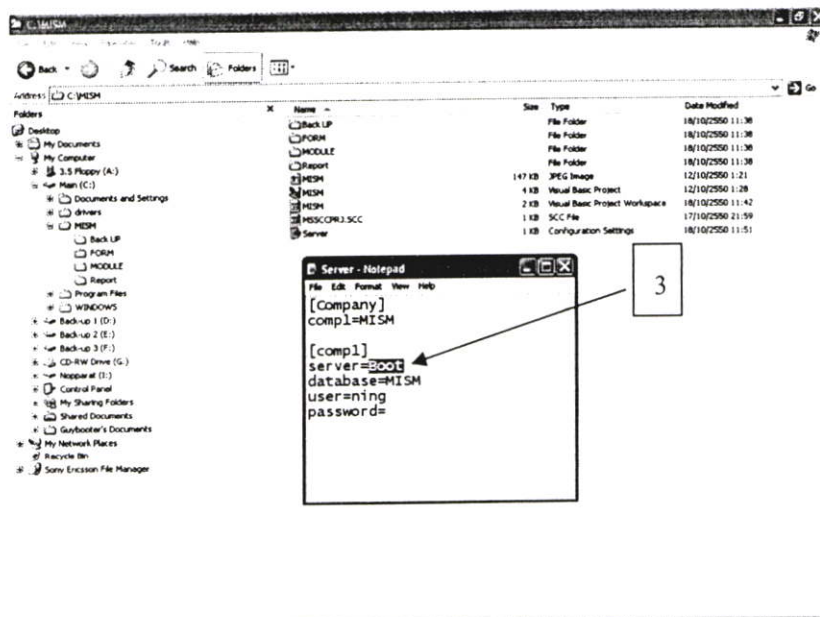 C:\MISM
Tools Help
Back Search Folders
Address C:\MISM Go
Folders X
Desktop
My Documents
My Computer
3.5 Floppy (A:)
Main (C:)
Documents and Settings
drivers
MISM
Back UP
FORM
MODULE
Report
Program Files
WINDOWS
Back-up 1 (D:)
Back-up 2 (E:)
Back-up 3 (F:)
CD-RW Drive (G:)
Nopparat (I:)
Control Panel
My Sharing Folders
Shared Documents
Guybooter's Documents
My Network Places
Recycle Bin
Sony Ericsson File Manager
Name Size Type Date Modified
Back UP File Folder 18/10/2550 11:38
FORM File Folder 18/10/2550 11:38
MODULE File Folder 18/10/2550 11:38
Report File Folder 18/10/2550 11:38
MISM 147 KB JPEG Image 12/10/2550 1:21
MISM 4 KB Visual Basic Project 12/10/2550 1:28
MISM 2 KB Visual Basic Project Workspace 18/10/2550 11:42
MSSCCPRJ.SCC 1 KB SCC File 17/10/2550 21:59
Server 1 KB Configuration Settings 18/10/2550 11:51
Server - Notepad
File Edit Format View Help
[Company]
comp1=MISM
[comp1]
server=Boot
database=MISM
user=ning
password=
3